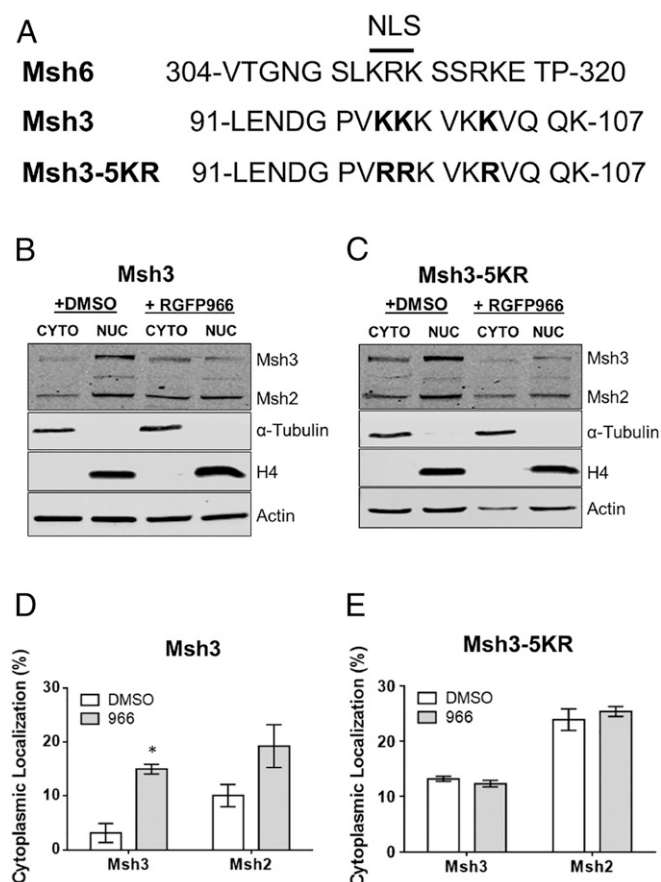 A
NLS
Msh6 304-VTGNG SLKRK SSRKE TP-320
Msh3 91-LENDG PVKKK VKKVQ QK-107
Msh3-5KR 91-LENDG PVRRK VKRVQ QK-107
B
Msh3
+DMSO + RGFP966
CYTO NUC CYTO NUC
Msh3
Msh2
α-Tubulin
H4
Actin
C
Msh3-5KR
+DMSO + RGFP966
CYTO NUC CYTO NUC
Msh3
Msh2
α-Tubulin
H4
Actin
D
Msh3
Cytoplasmic Localization (%)
30
20
10
0
DMSO
966
*
Msh3 Msh2
E
Msh3-5KR
Cytoplasmic Localization (%)
30
20
10
0
DMSO
966
Msh3 Msh2